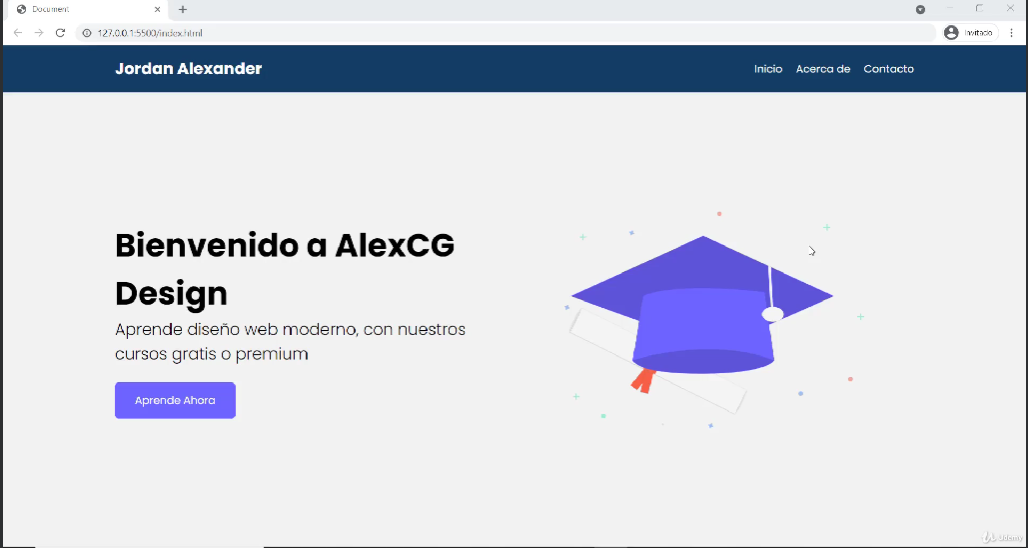 Document
127.0.0.1:5500/index.html
Invitado
Jordan Alexander
Inicio Acerca de Contacto
Bienvenido a AlexCG
Design
Aprende diseño web moderno, con nuestros
cursos gratis o premium
Aprende Ahora
Udemy